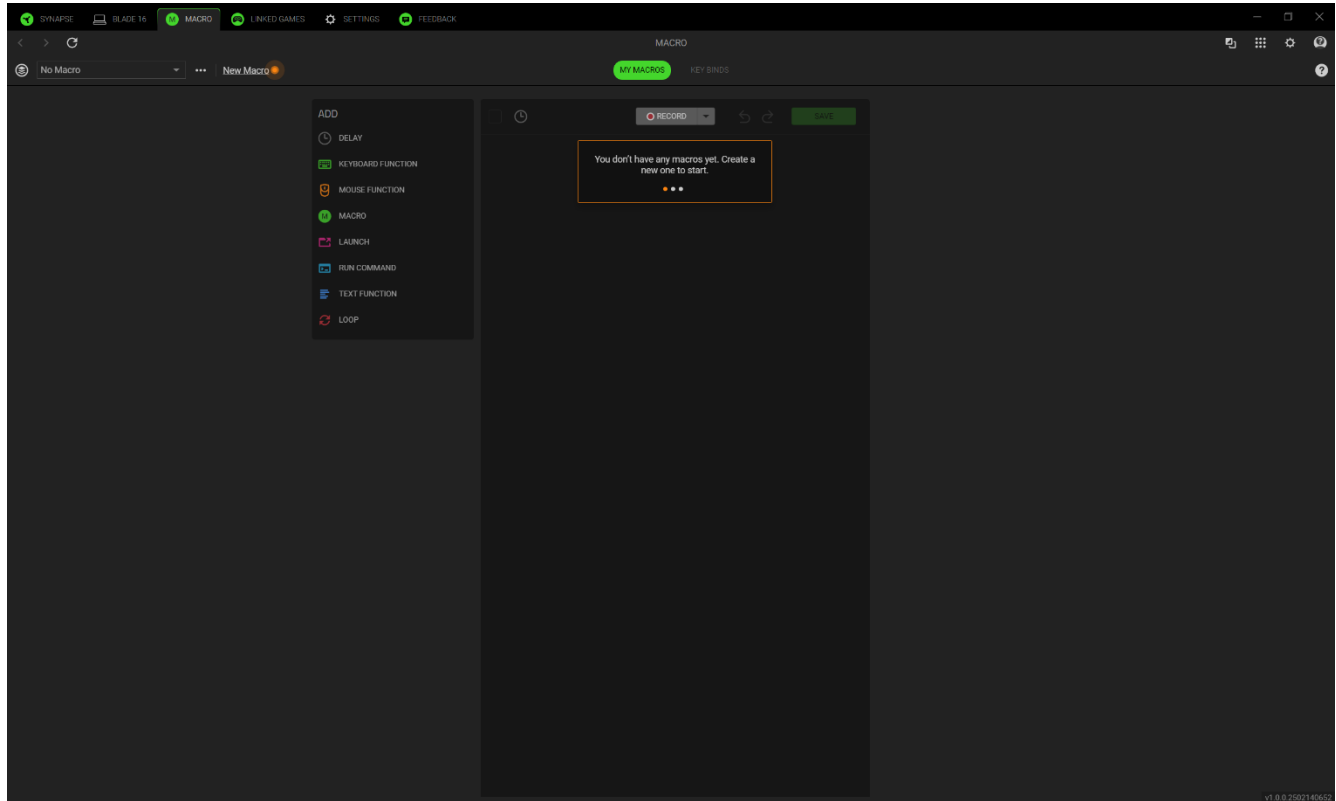 SYNAPSE BLADE 16 M MACRO LINKED GAMES SETTINGS FEEDBACK
MACRO
No Macro New Macro MY MACROS KEY BINDS
ADD
DELAY
KEYBOARD FUNCTION
MOUSE FUNCTION
M MACRO
LAUNCH
RUN COMMAND
TEXT FUNCTION
LOOP
RECORD SAVE
You don't have any macros yet. Create a
new one to start.
v1.0.0.2502140652